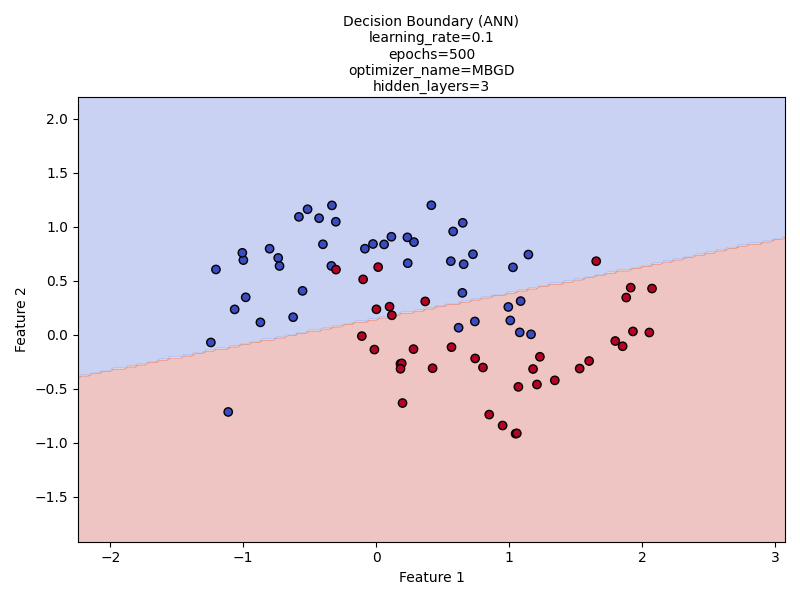 Decision Boundary (ANN)
learning_rate=0.1
epochs=500
optimizer_name=MBGD
hidden_layers=3
2.0
1.5
1.0
0.5
0.0
−0.5
−1.0
−1.5
Feature 2
−2
−1
0
1
2
3
Feature 1